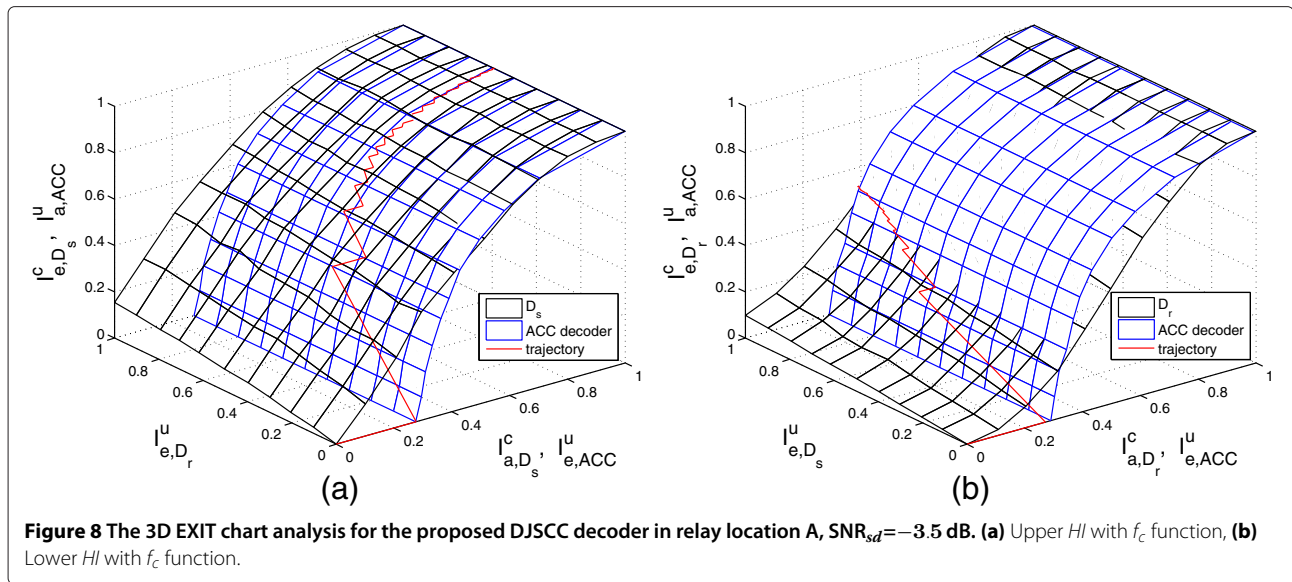 1
0.8
0.6
0.4
0.2
0
I^c_{e,D_s}, I^u_{a,ACC}
1
0.8
0.6
0.4
0.2
0
I^u_{e,D_r}
0
0.2
0.4
0.6
0.8
1
I^c_{a,D_s}, I^u_{e,ACC}
D_s
ACC decoder
trajectory
(a)
1
0.8
0.6
0.4
0.2
0
I^c_{e,D_r}, I^u_{a,ACC}
1
0.8
0.6
0.4
0.2
0
I^u_{e,D_s}
0
0.2
0.4
0.6
0.8
1
I^c_{a,D_r}, I^u_{e,ACC}
D_r
ACC decoder
trajectory
(b)
Figure 8 The 3D EXIT chart analysis for the proposed DJSCC decoder in relay location A, SNR_{sd}=−3.5 dB. (a) Upper HI with f_c function, (b)
Lower HI with f_c function.